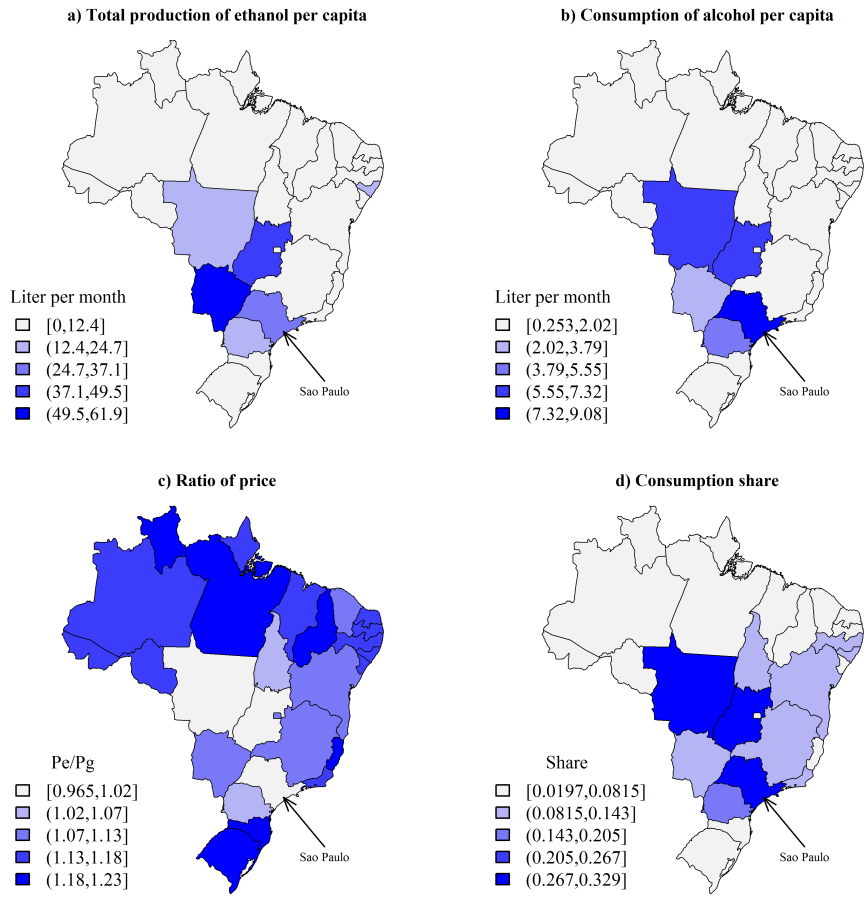 a) Total production of ethanol per capita
Liter per month
[0,12.4]
(12.4,24.7]
(24.7,37.1]
(37.1,49.5]
(49.5,61.9]
Sao Paulo
b) Consumption of alcohol per capita
Liter per month
[0.253,2.02]
(2.02,3.79]
(3.79,5.55]
(5.55,7.32]
(7.32,9.08]
Sao Paulo
c) Ratio of price
Pe/Pg
[0.965,1.02]
(1.02,1.07]
(1.07,1.13]
(1.13,1.18]
(1.18,1.23]
Sao Paulo
d) Consumption share
Share
[0.0197,0.0815]
(0.0815,0.143]
(0.143,0.205]
(0.205,0.267]
(0.267,0.329]
Sao Paulo